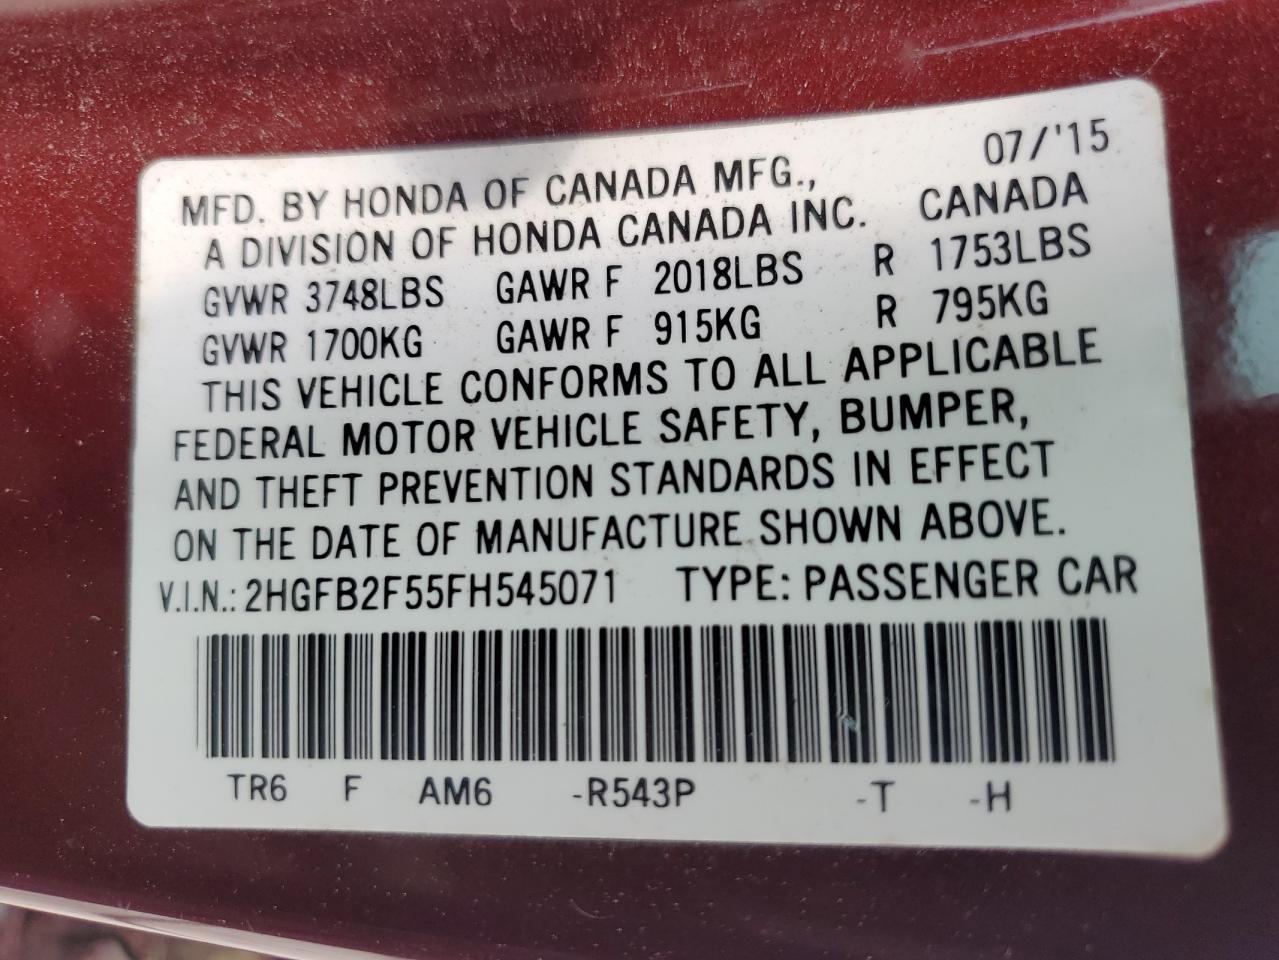 07/'15
MFD. BY HONDA OF CANADA MFG.,
A DIVISION OF HONDA CANADA INC. CANADA
GVWR 3748LBS GAWR F 2018LBS R 1753LBS
GVWR 1700KG GAWR F 915KG R 795KG
THIS VEHICLE CONFORMS TO ALL APPLICABLE
FEDERAL MOTOR VEHICLE SAFETY, BUMPER,
AND THEFT PREVENTION STANDARDS IN EFFECT
ON THE DATE OF MANUFACTURE SHOWN ABOVE.
V.I.N.: 2HGFB2F55FH545071 TYPE: PASSENGER CAR
TR6 F AM6 -R543P -T -H